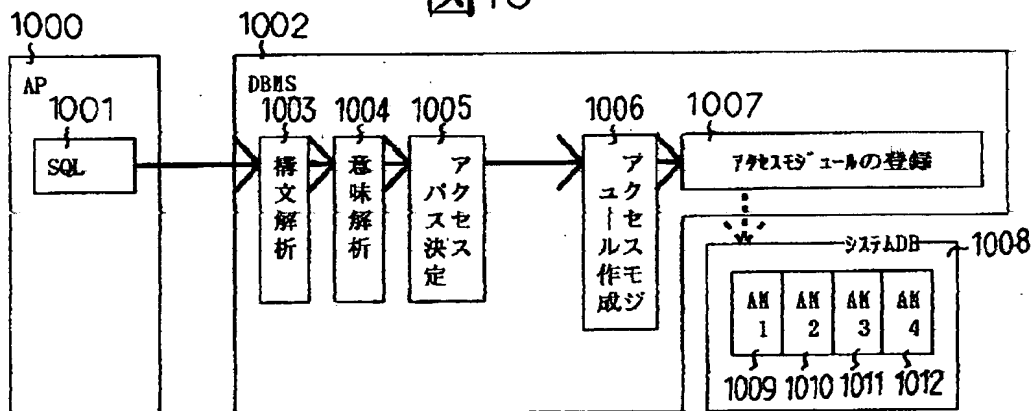 1000
1002
AP
DBMS
1001
1003
1004
1005
1006
1007
SQL
構文解析
意味解析
アクセス
パス決定
アクセスモジ
ュール作成
アクセスモジュールの登録
システムDB
1008
AM
1
AM
2
AM
3
AM
4
1009
1010
1011
1012